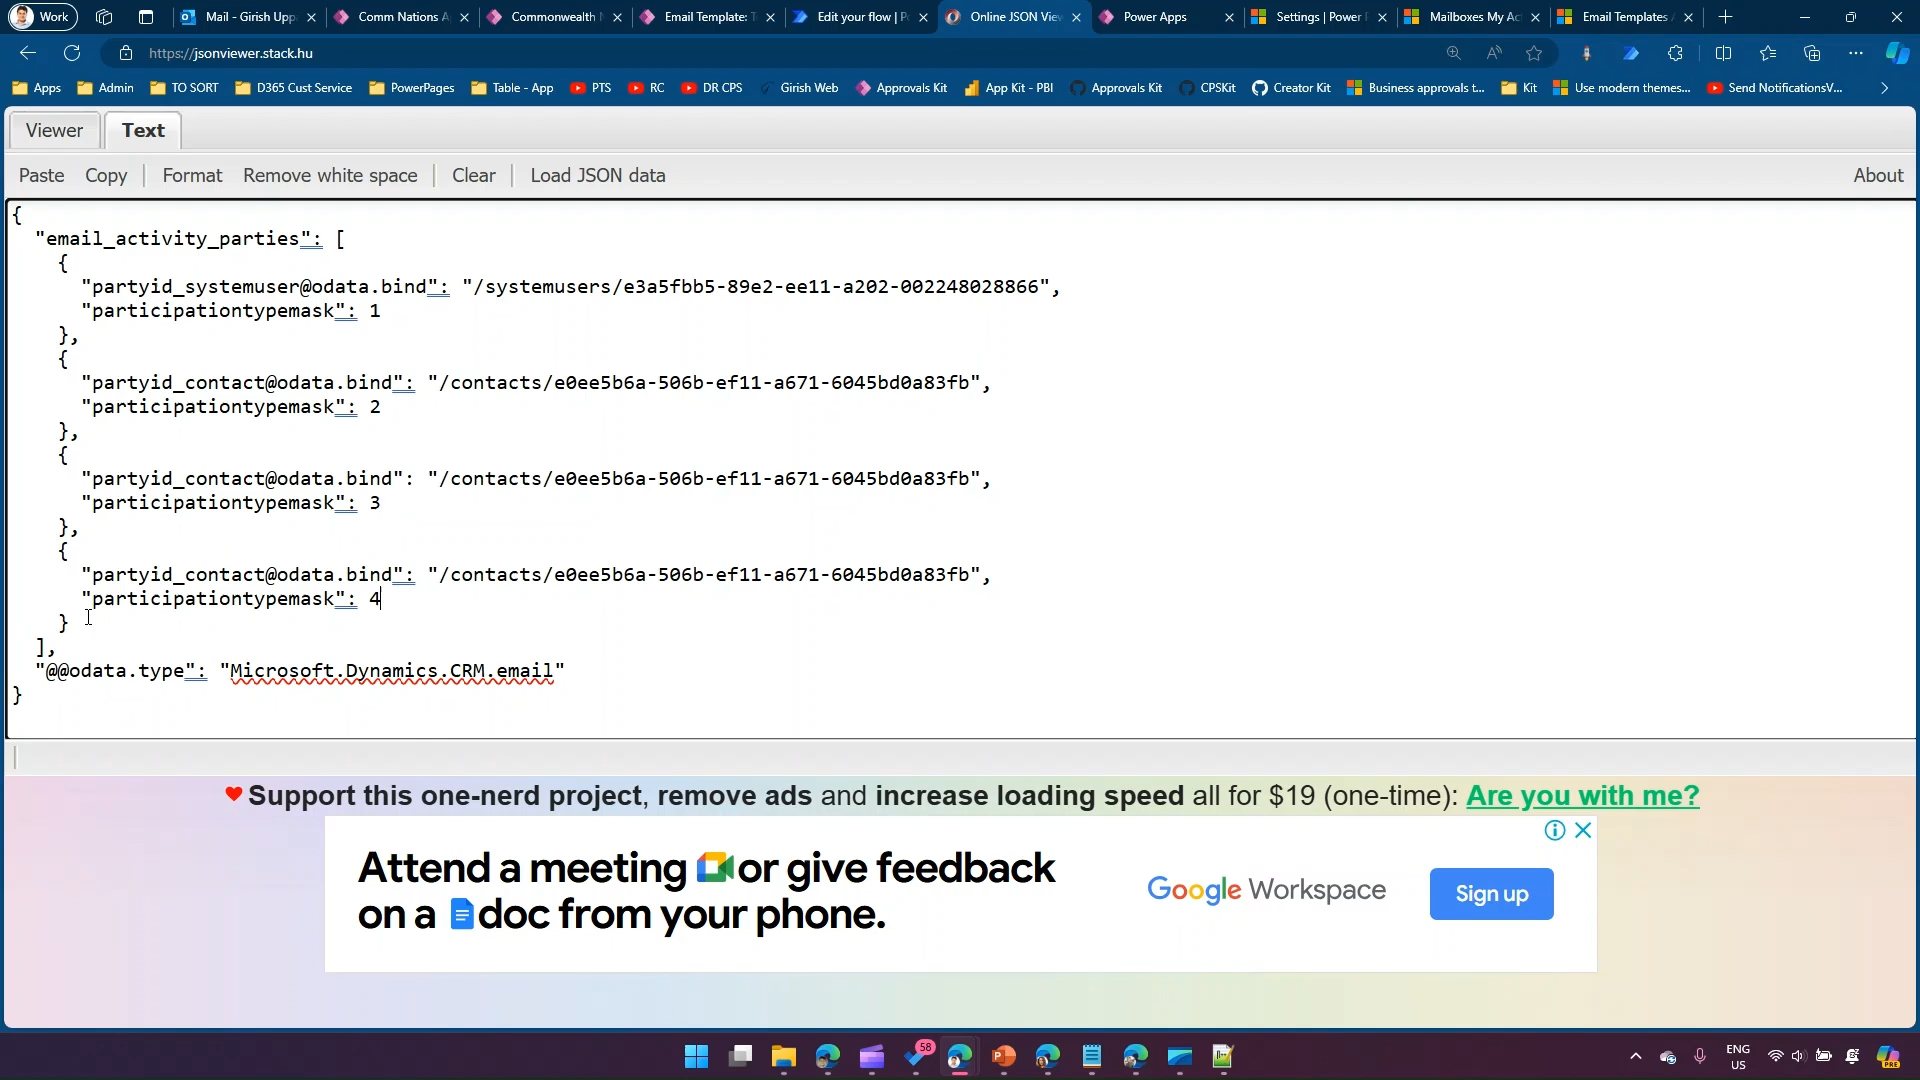 Work
Mail - Girish Upp
Comm Nations A
Commonwealth
Email Template: T
Edit your flow | P
Online JSON View
Power Apps
Settings | Power
Mailboxes My Ac
Email Templates
https://jsonviewer.stack.hu
Apps
Admin
TO SORT
D365 Cust Service
PowerPages
Table - App
PTS
RC
DR CPS
Girish Web
Approvals Kit
App Kit - PBI
Approvals Kit
CPSKit
Creator Kit
Business approvals t...
Kit
Use modern themes...
Send NotificationsV...
Viewer
Text
Paste
Copy
Format
Remove white space
Clear
Load JSON data
About
{
"email_activity_parties": [
{
"partyid_systemuser@odata.bind": "/systemusers/e3a5fbb5-89e2-ee11-a202-002248028866",
"participationtypemask": 1
},
{
"partyid_contact@odata.bind": "/contacts/e0ee5b6a-506b-ef11-a671-6045bd0a83fb",
"participationtypemask": 2
},
{
"partyid_contact@odata.bind": "/contacts/e0ee5b6a-506b-ef11-a671-6045bd0a83fb",
"participationtypemask": 3
},
{
"partyid_contact@odata.bind": "/contacts/e0ee5b6a-506b-ef11-a671-6045bd0a83fb",
"participationtypemask": 4
}
],
"@@odata.type": "Microsoft.Dynamics.CRM.email"
}
Support this one-nerd project, remove ads and increase loading speed all for $19 (one-time): Are you with me?
Attend a meeting or give feedback
on a doc from your phone.
Google Workspace
Sign up
58
ENG
US
PRE